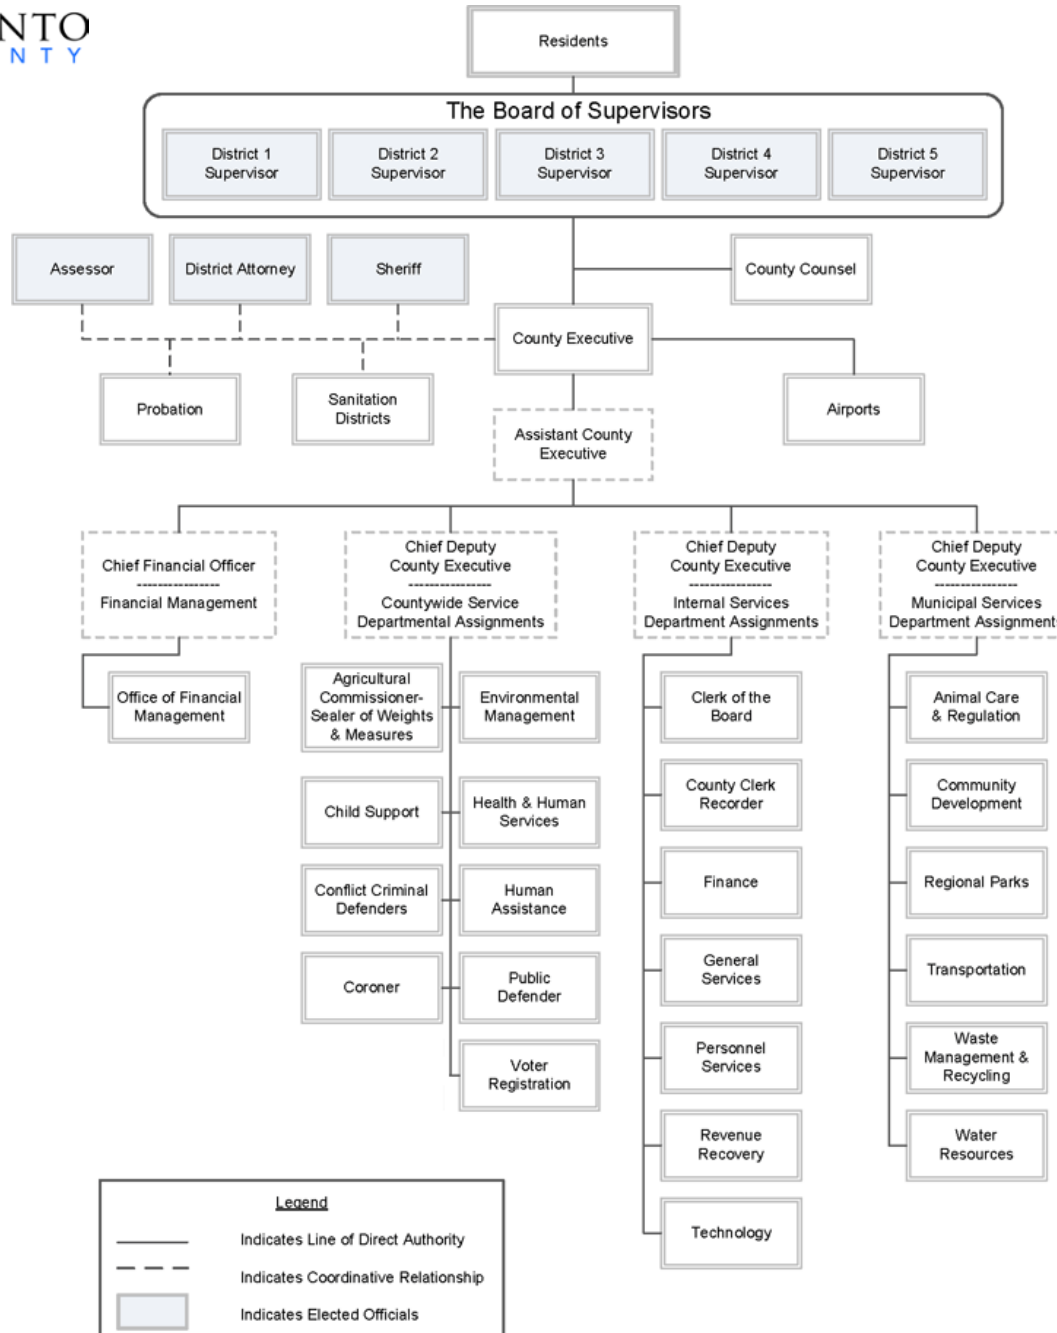 NTO
NTY
Residents
The Board of Supervisors
District 1
Supervisor
District 2
Supervisor
District 3
Supervisor
District 4
Supervisor
District 5
Supervisor
Assessor
District Attorney
Sheriff
County Counsel
County Executive
Probation
Sanitation
Districts
Airports
Assistant County
Executive
Chief Financial Officer
----------------
Financial Management
Chief Deputy
County Executive
----------------
Countywide Service
Departmental Assignments
Chief Deputy
County Executive
----------------
Internal Services
Department Assignments
Chief Deputy
County Executive
----------------
Municipal Services
Department Assignments
Office of Financial
Management
Agricultural
Commissioner-
Sealer of Weights
& Measures
Environmental
Management
Child Support
Health & Human
Services
Conflict Criminal
Defenders
Human
Assistance
Coroner
Public
Defender
Voter
Registration
Clerk of the
Board
County Clerk
Recorder
Finance
General
Services
Personnel
Services
Revenue
Recovery
Technology
Animal Care
& Regulation
Community
Development
Regional Parks
Transportation
Waste
Management &
Recycling
Water
Resources
Legend
Indicates Line of Direct Authority
Indicates Coordinative Relationship
Indicates Elected Officials